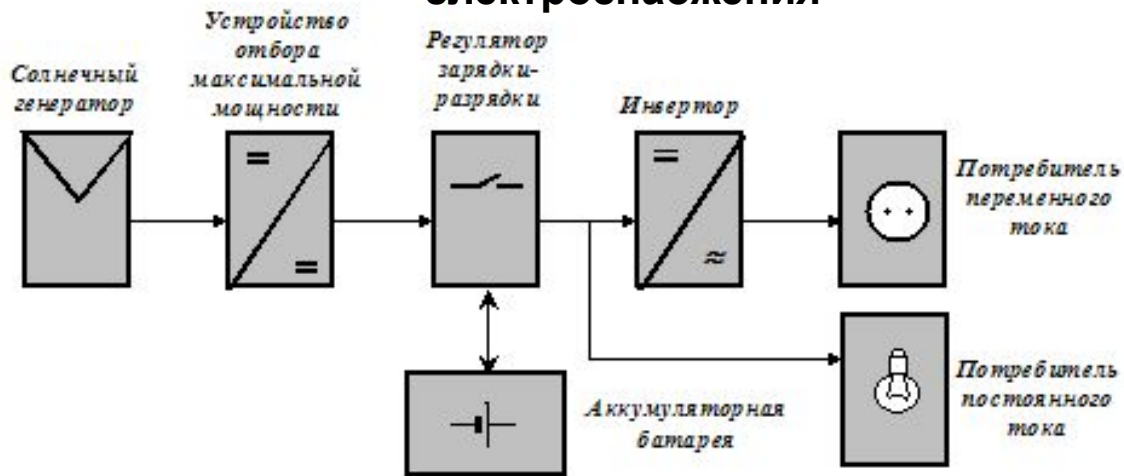 электроснабжения
Солнечный
генератор
Устройство
отбора
максимальной
мощности
Регулятор
зарядки-
разрядки
Инвертор
Потребитель
переменного
тока
Потребитель
постоянного
тока
Аккумуляторная
батарея